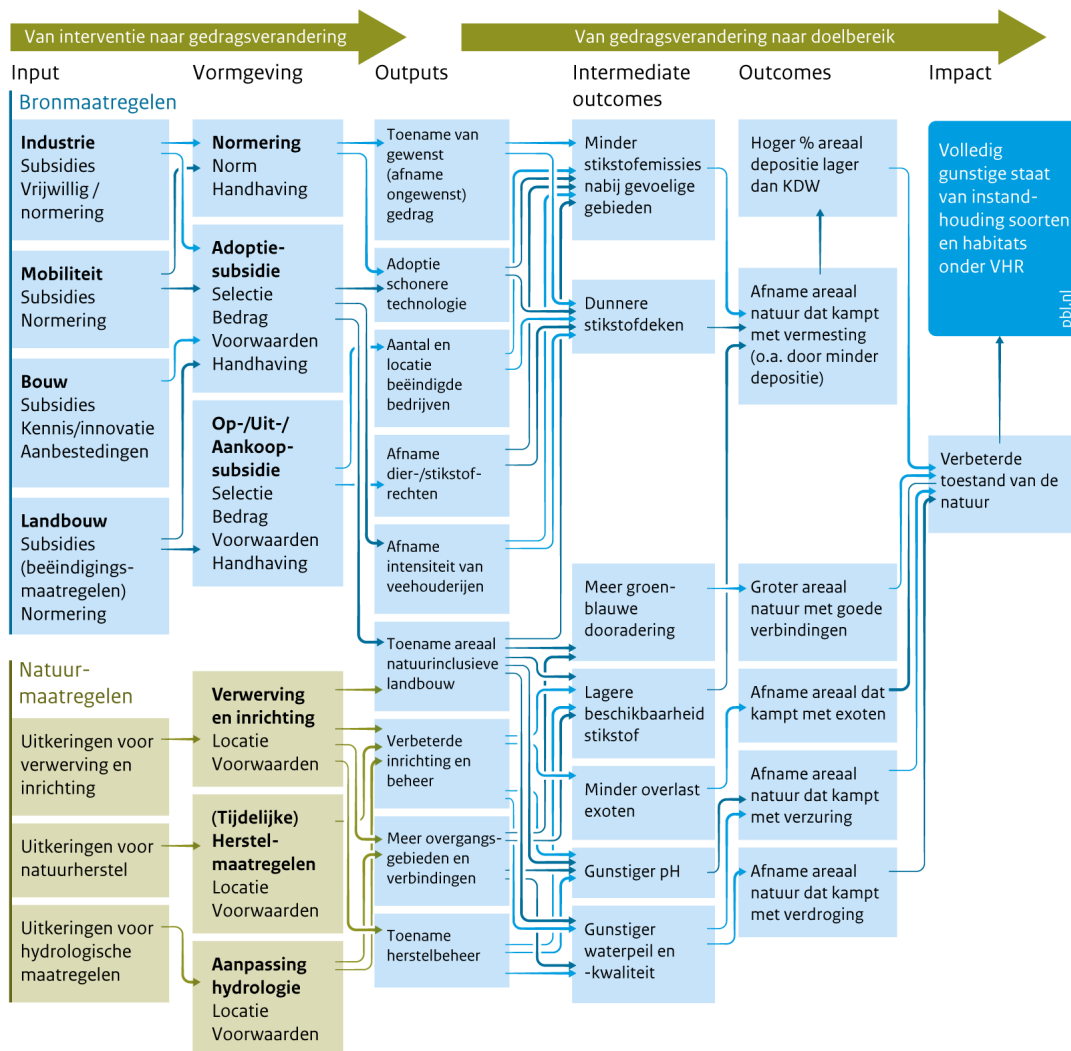 Van interventie naar gedragsverandering
Van gedragsverandering naar doelbereik
Input
Vormgeving
Outputs
Intermediate
outcomes
Outcomes
Impact
Bronmaatregelen
Industrie
Subsidies
Vrijwillig /
normering
Mobiliteit
Subsidies
Normering
Bouw
Subsidies
Kennis/innovatie
Aanbestedingen
Landbouw
Subsidies
(beëindigings-
maatregelen)
Normering
Natuur-
maatregelen
Uitkeringen voor
verwerving en
inrichting
Uitkeringen voor
natuurherstel
Uitkeringen voor
hydrologische
maatregelen
Normering
Norm
Handhaving
Adoptie-
subsidie
Selectie
Bedrag
Voorwaarden
Handhaving
Op-/Uit-/
Aankoop-
subsidie
Selectie
Bedrag
Voorwaarden
Handhaving
Verwerving
en inrichting
Locatie
Voorwaarden
(Tijdelijke)
Herstel-
maatregelen
Locatie
Voorwaarden
Aanpassing
hydrologie
Locatie
Voorwaarden
Toename van
gewenst
(afname
ongewenst)
gedrag
Adoptie
schonere
technologie
Aantal en
locatie
beëindigde
bedrijven
Afname
dier-/stikstof-
rechten
Afname
intensiteit van
veehouderijen
Toename areaal
natuurinclusieve
landbouw
Verbeterde
inrichting en
beheer
Meer overgangs-
gebieden en
verbindingen
Toename
herstelbeheer
Minder
stikstofemissies
nabij gevoelige
gebieden
Dunnere
stikstofdeken
Meer groen-
blauwe
dooradering
Lagere
beschikbaarheid
stikstof
Minder overlast
exoten
Gunstiger pH
Gunstiger
waterpeil en
-kwaliteit
Hoger % areaal
depositie lager
dan KDW
Afname areaal
natuur dat kampt
met vermesting
(o.a. door minder
depositie)
Groter areaal
natuur met goede
verbindingen
Afname areaal dat
kampt met exoten
Afname areaal
natuur dat kampt
met verzuring
Afname areaal
natuur dat kampt
met verdroging
Volledig
gunstige staat
van instand-
houding soorten
en habitats
onder VHR
pbl.nl
Verbeterde
toestand van de
natuur